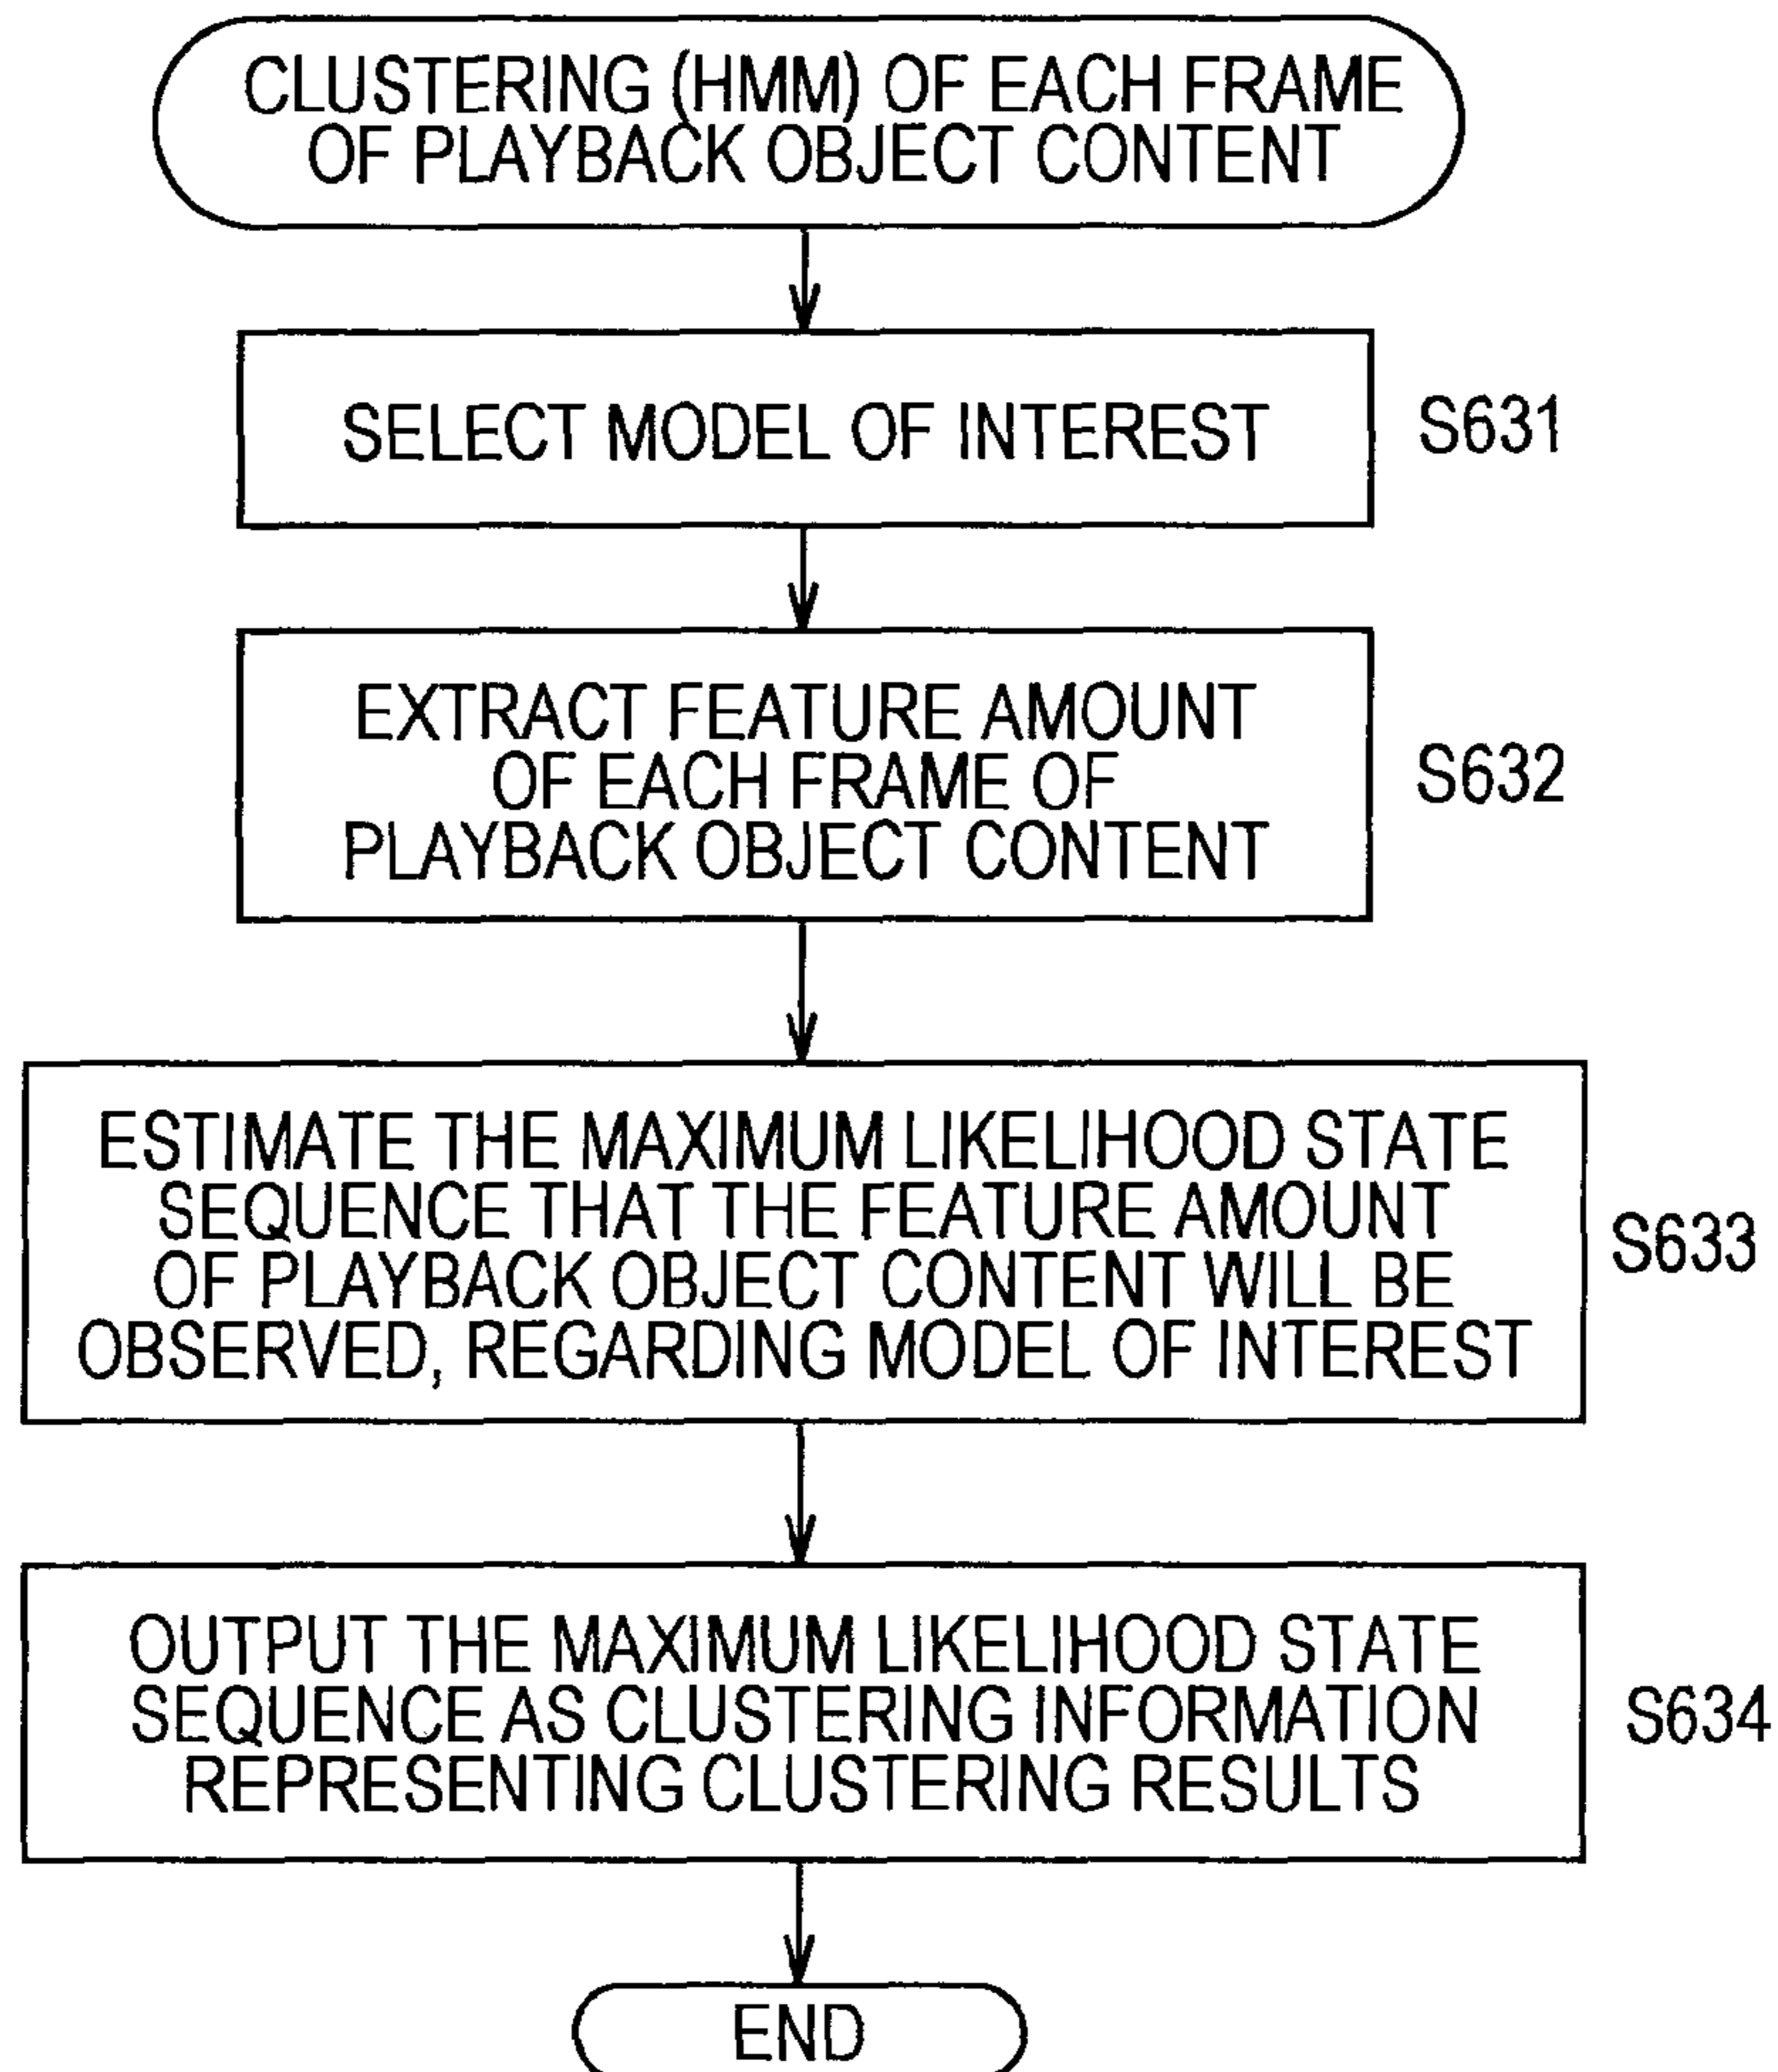 CLUSTERING (HMM) OF EACH FRAME
OF PLAYBACK OBJECT CONTENT
SELECT MODEL OF INTEREST
S631
EXTRACT FEATURE AMOUNT
OF EACH FRAME OF
PLAYBACK OBJECT CONTENT
S632
ESTIMATE THE MAXIMUM LIKELIHOOD STATE
SEQUENCE THAT THE FEATURE AMOUNT
OF PLAYBACK OBJECT CONTENT WILL BE
OBSERVED, REGARDING MODEL OF INTEREST
S633
OUTPUT THE MAXIMUM LIKELIHOOD STATE
SEQUENCE AS CLUSTERING INFORMATION
REPRESENTING CLUSTERING RESULTS
S634
END